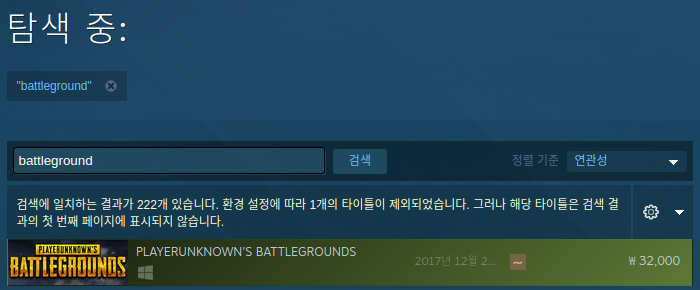 탐색 중:
"battleground"
battleground
검색
정렬 기준
연관성
검색에 일치하는 결과가 222개 있습니다. 환경 설정에 따라 1개의 타이틀이 제외되었습니다. 그러나 해당 타이틀은 검색 결
과의 첫 번째 페이지에 표시되지 않습니다.
PLAYERUNKNOWN'S
BATTLEGROUNDS
PLAYERUNKNOWN'S BATTLEGROUNDS
2017년 12월 2...
₩ 32,000